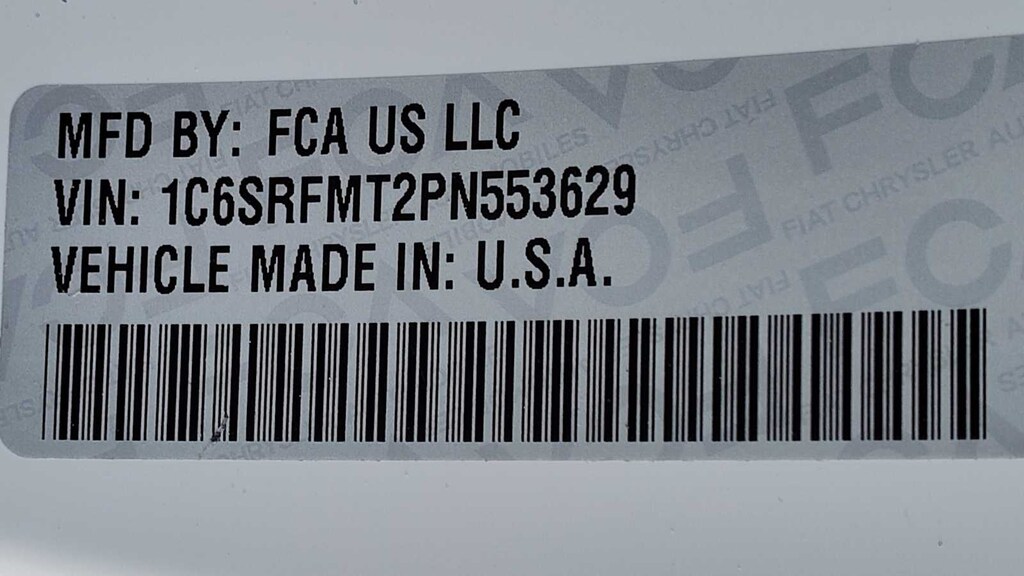 MFD BY: FCA US LLC
VIN: 1C6SRFMT2PN553629
VEHICLE MADE IN: U.S.A.